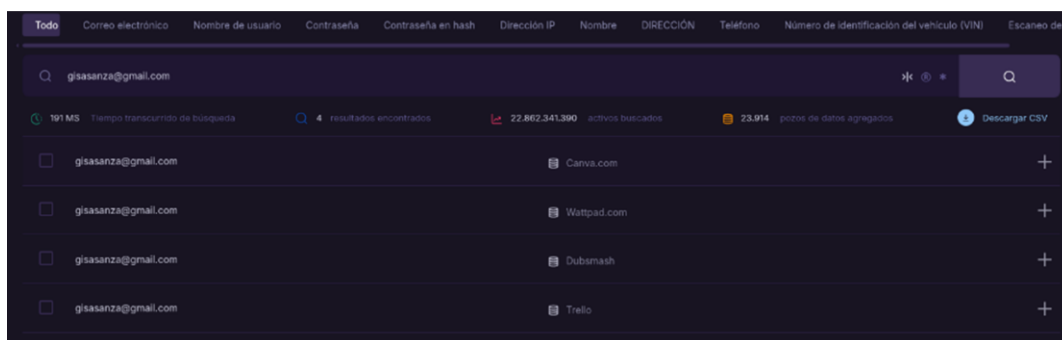 Todo Correo electrónico Nombre de usuario Contraseña Contraseña en hash Dirección IP Nombre DIRECCIÓN Teléfono Número de identificación del vehículo (VIN) Escaneo de
gisasanza@gmail.com
191 MS Tiempo transcurrido de búsqueda 4 resultados encontrados 22.862.341.390 activos buscados 23.914 pozos de datos agregados Descargar CSV
gisasanza@gmail.com Canva.com
gisasanza@gmail.com Wattpad.com
gisasanza@gmail.com Dubsmash
gisasanza@gmail.com Trello